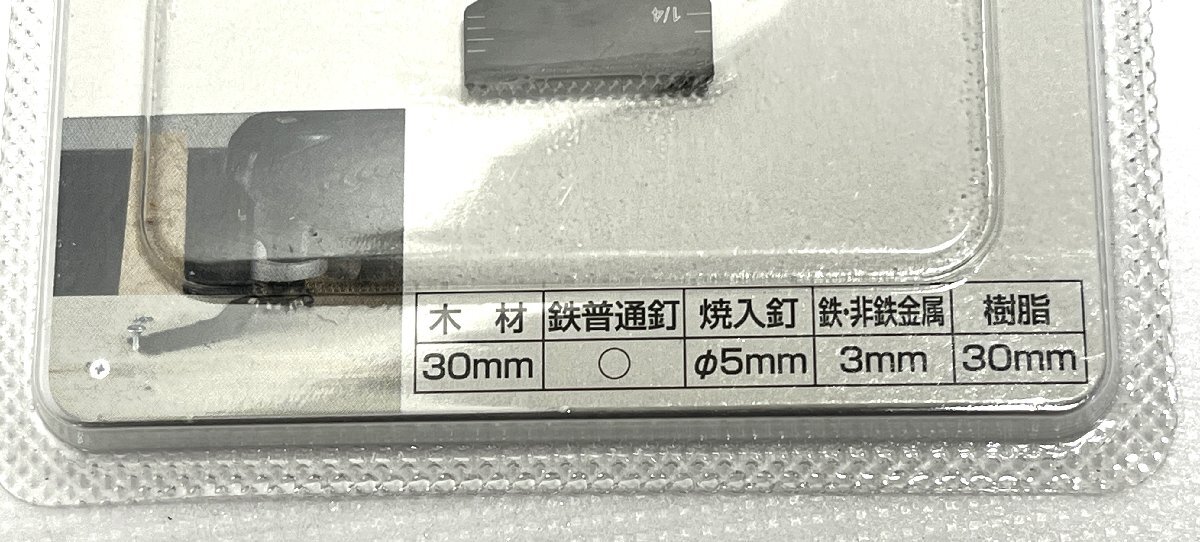 1/4
木 材 鉄普通釘 焼入釘 鉄・非鉄金属 樹脂
30mm ○ φ5mm 3mm 30mm